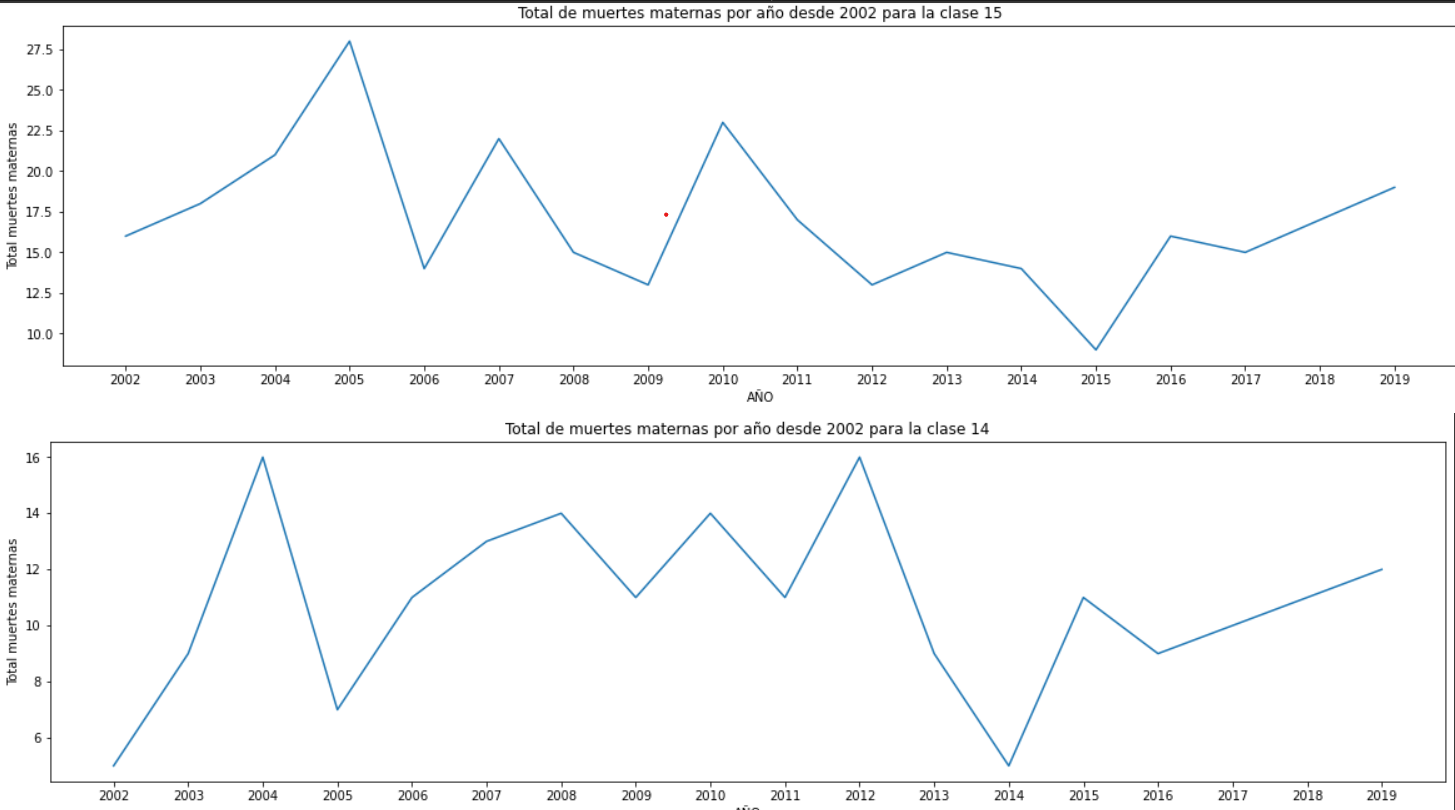 Total de muertes maternas por año desde 2002 para la clase 15
27.5
25.0
22.5
20.0
17.5
15.0
12.5
10.0
Total muertes maternas
2002 2003 2004 2005 2006 2007 2008 2009 2010 2011 2012 2013 2014 2015 2016 2017 2018 2019
AÑO
Total de muertes maternas por año desde 2002 para la clase 14
16
14
12
10
8
6
Total muertes maternas
2002 2003 2004 2005 2006 2007 2008 2009 2010 2011 2012 2013 2014 2015 2016 2017 2018 2019
AÑO